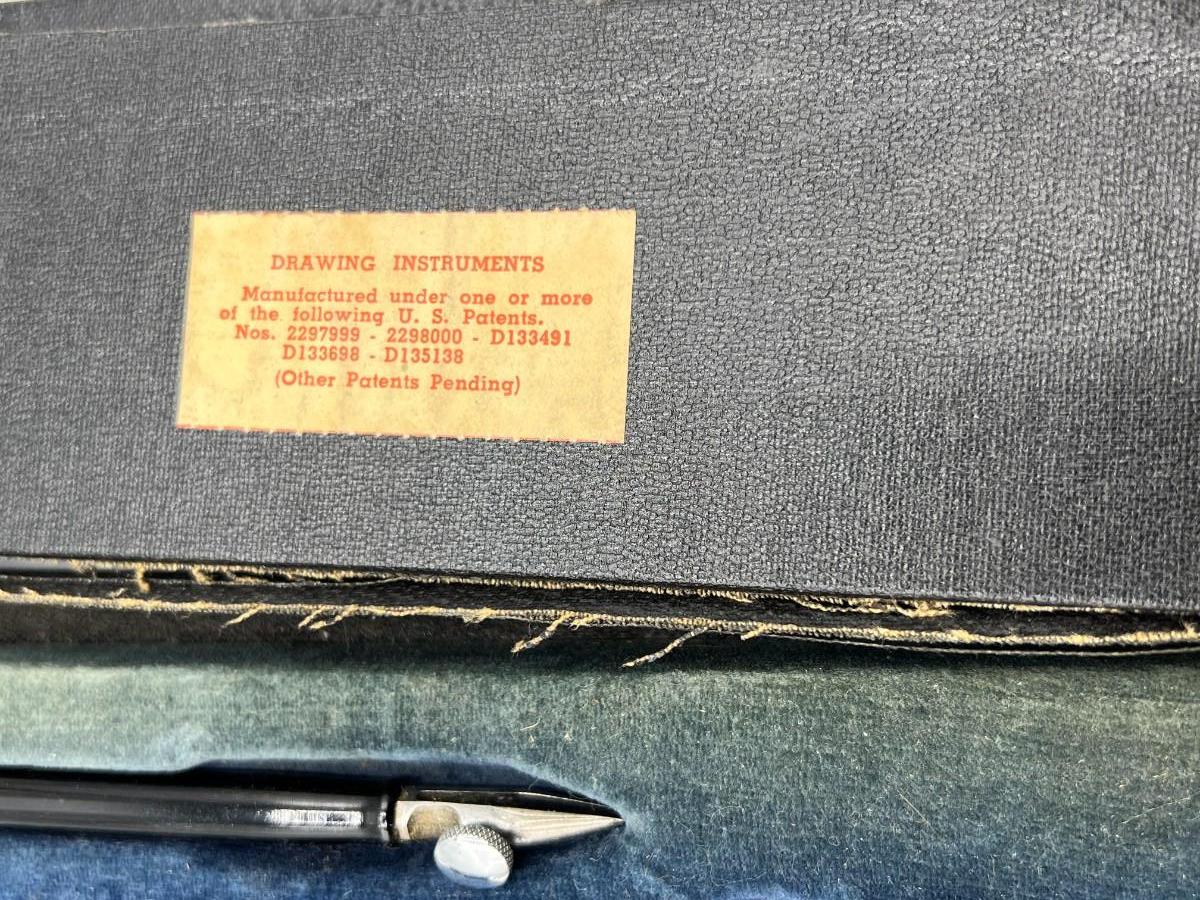 DRAWING INSTRUMENTS
Manufactured under one or more
of the following U. S. Patents.
Nos. 2297999 - 2298000 - D133491
D133698 - D135138
(Other Patents Pending)